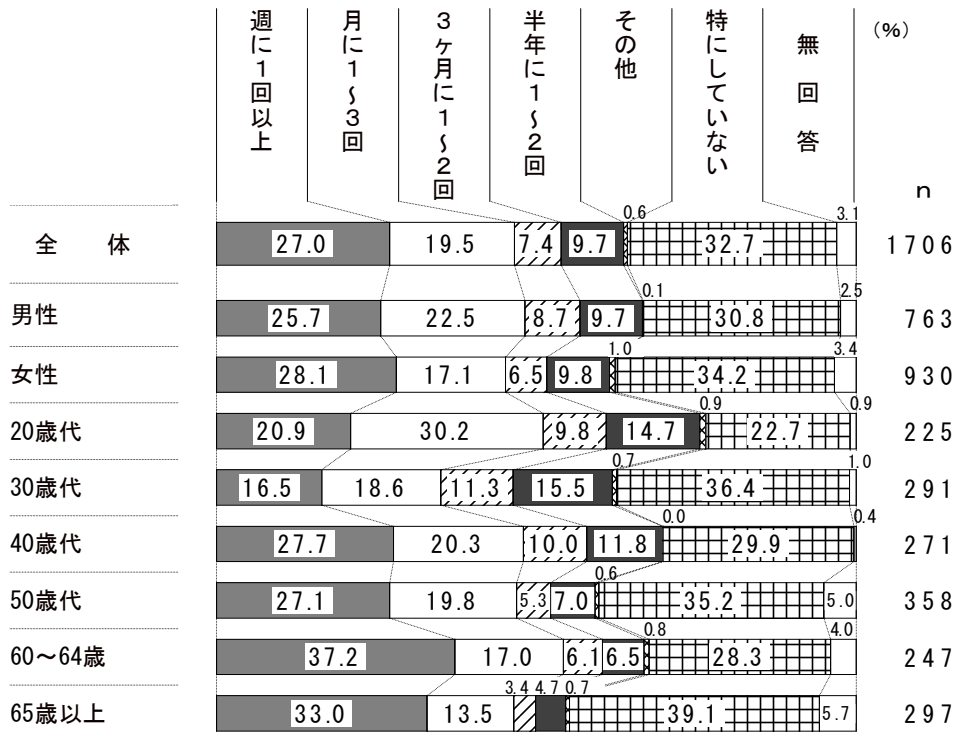 週に1回以上
月に1～3回
3ヶ月に1～2回
半年に1～2回
その他
特にしていない
無回答
（％）
n
全　体 27.0 19.5 7.4 9.7 0.6 32.7 3.1 1706
男性 25.7 22.5 8.7 9.7 0.1 30.8 2.5 763
女性 28.1 17.1 6.5 9.8 1.0 34.2 3.4 930
20歳代 20.9 30.2 9.8 14.7 0.9 22.7 0.9 225
30歳代 16.5 18.6 11.3 15.5 0.7 36.4 1.0 291
40歳代 27.7 20.3 10.0 11.8 0.0 29.9 0.4 271
50歳代 27.1 19.8 5.3 7.0 0.6 35.2 5.0 358
60～64歳 37.2 17.0 6.1 6.5 0.8 28.3 4.0 247
65歳以上 33.0 13.5 3.4 4.7 0.7 39.1 5.7 297